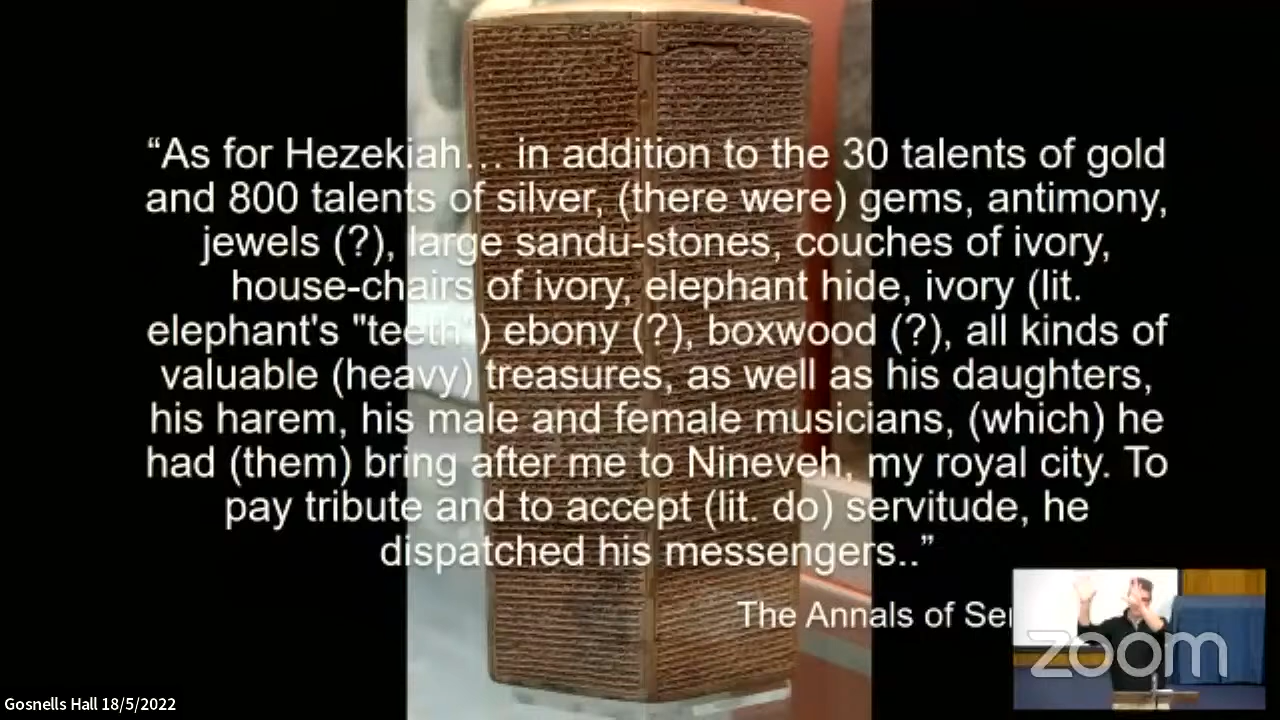 “As for Hezekiah… in addition to the 30 talents of gold
and 800 talents of silver, (there were) gems, antimony,
jewels (?), large sandu-stones, couches of ivory,
house-chairs of ivory, elephant hide, ivory (lit.
elephant's "teeth") ebony (?), boxwood (?), all kinds of
valuable (heavy) treasures, as well as his daughters,
his harem, his male and female musicians, (which) he
had (them) bring after me to Nineveh, my royal city. To
pay tribute and to accept (lit. do) servitude, he
dispatched his messengers..”
The Annals of
zoom
Gosnells Hall 18/5/2022